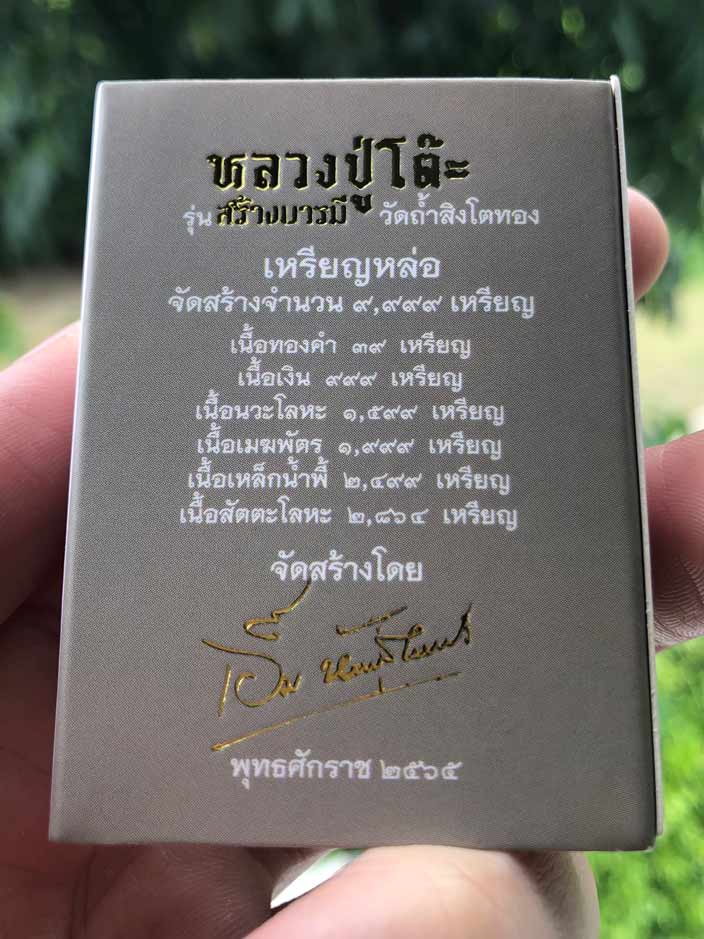 หลวงปู่โต๊ะ
รุ่น สร้างบารมี วัดถ้ำสิงโตทอง
เหรียญหล่อ
จัดสร้างจำนวน ๙,๙๙๙ เหรียญ
เนื้อทองคำ ๓๙ เหรียญ
เนื้อเงิน ๙๙๙ เหรียญ
เนื้อนวะโลหะ ๑,๕๙๙ เหรียญ
เนื้อเมฆพัตร ๑,๙๙๙ เหรียญ
เนื้อเหล็กน้ำพี้ ๒,๔๙๙ เหรียญ
เนื้อสัตตะโลหะ ๒,๘๖๔ เหรียญ
จัดสร้างโดย
พุทธศักราช ๒๕๖๕